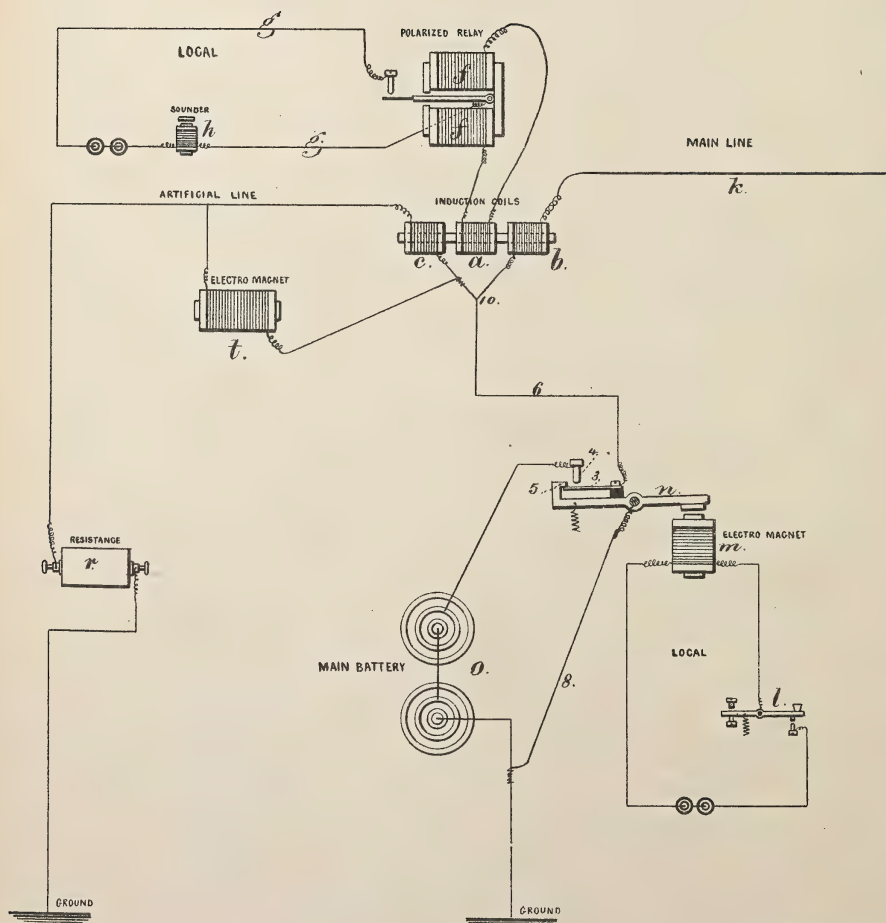 g
POLARIZED RELAY
LOCAL
f
SOUNDER
h
f
g.
MAIN LINE
k.
ARTIFICIAL LINE
INDUCTION COILS
c.
a.
b.
ELECTRO MAGNET
10.
t.
6
4.
5
3.
n.
RESISTANCE
r
ELECTRO MAGNET
m.
MAIN BATTERY
o.
8.
LOCAL
l.
GROUND
GROUND